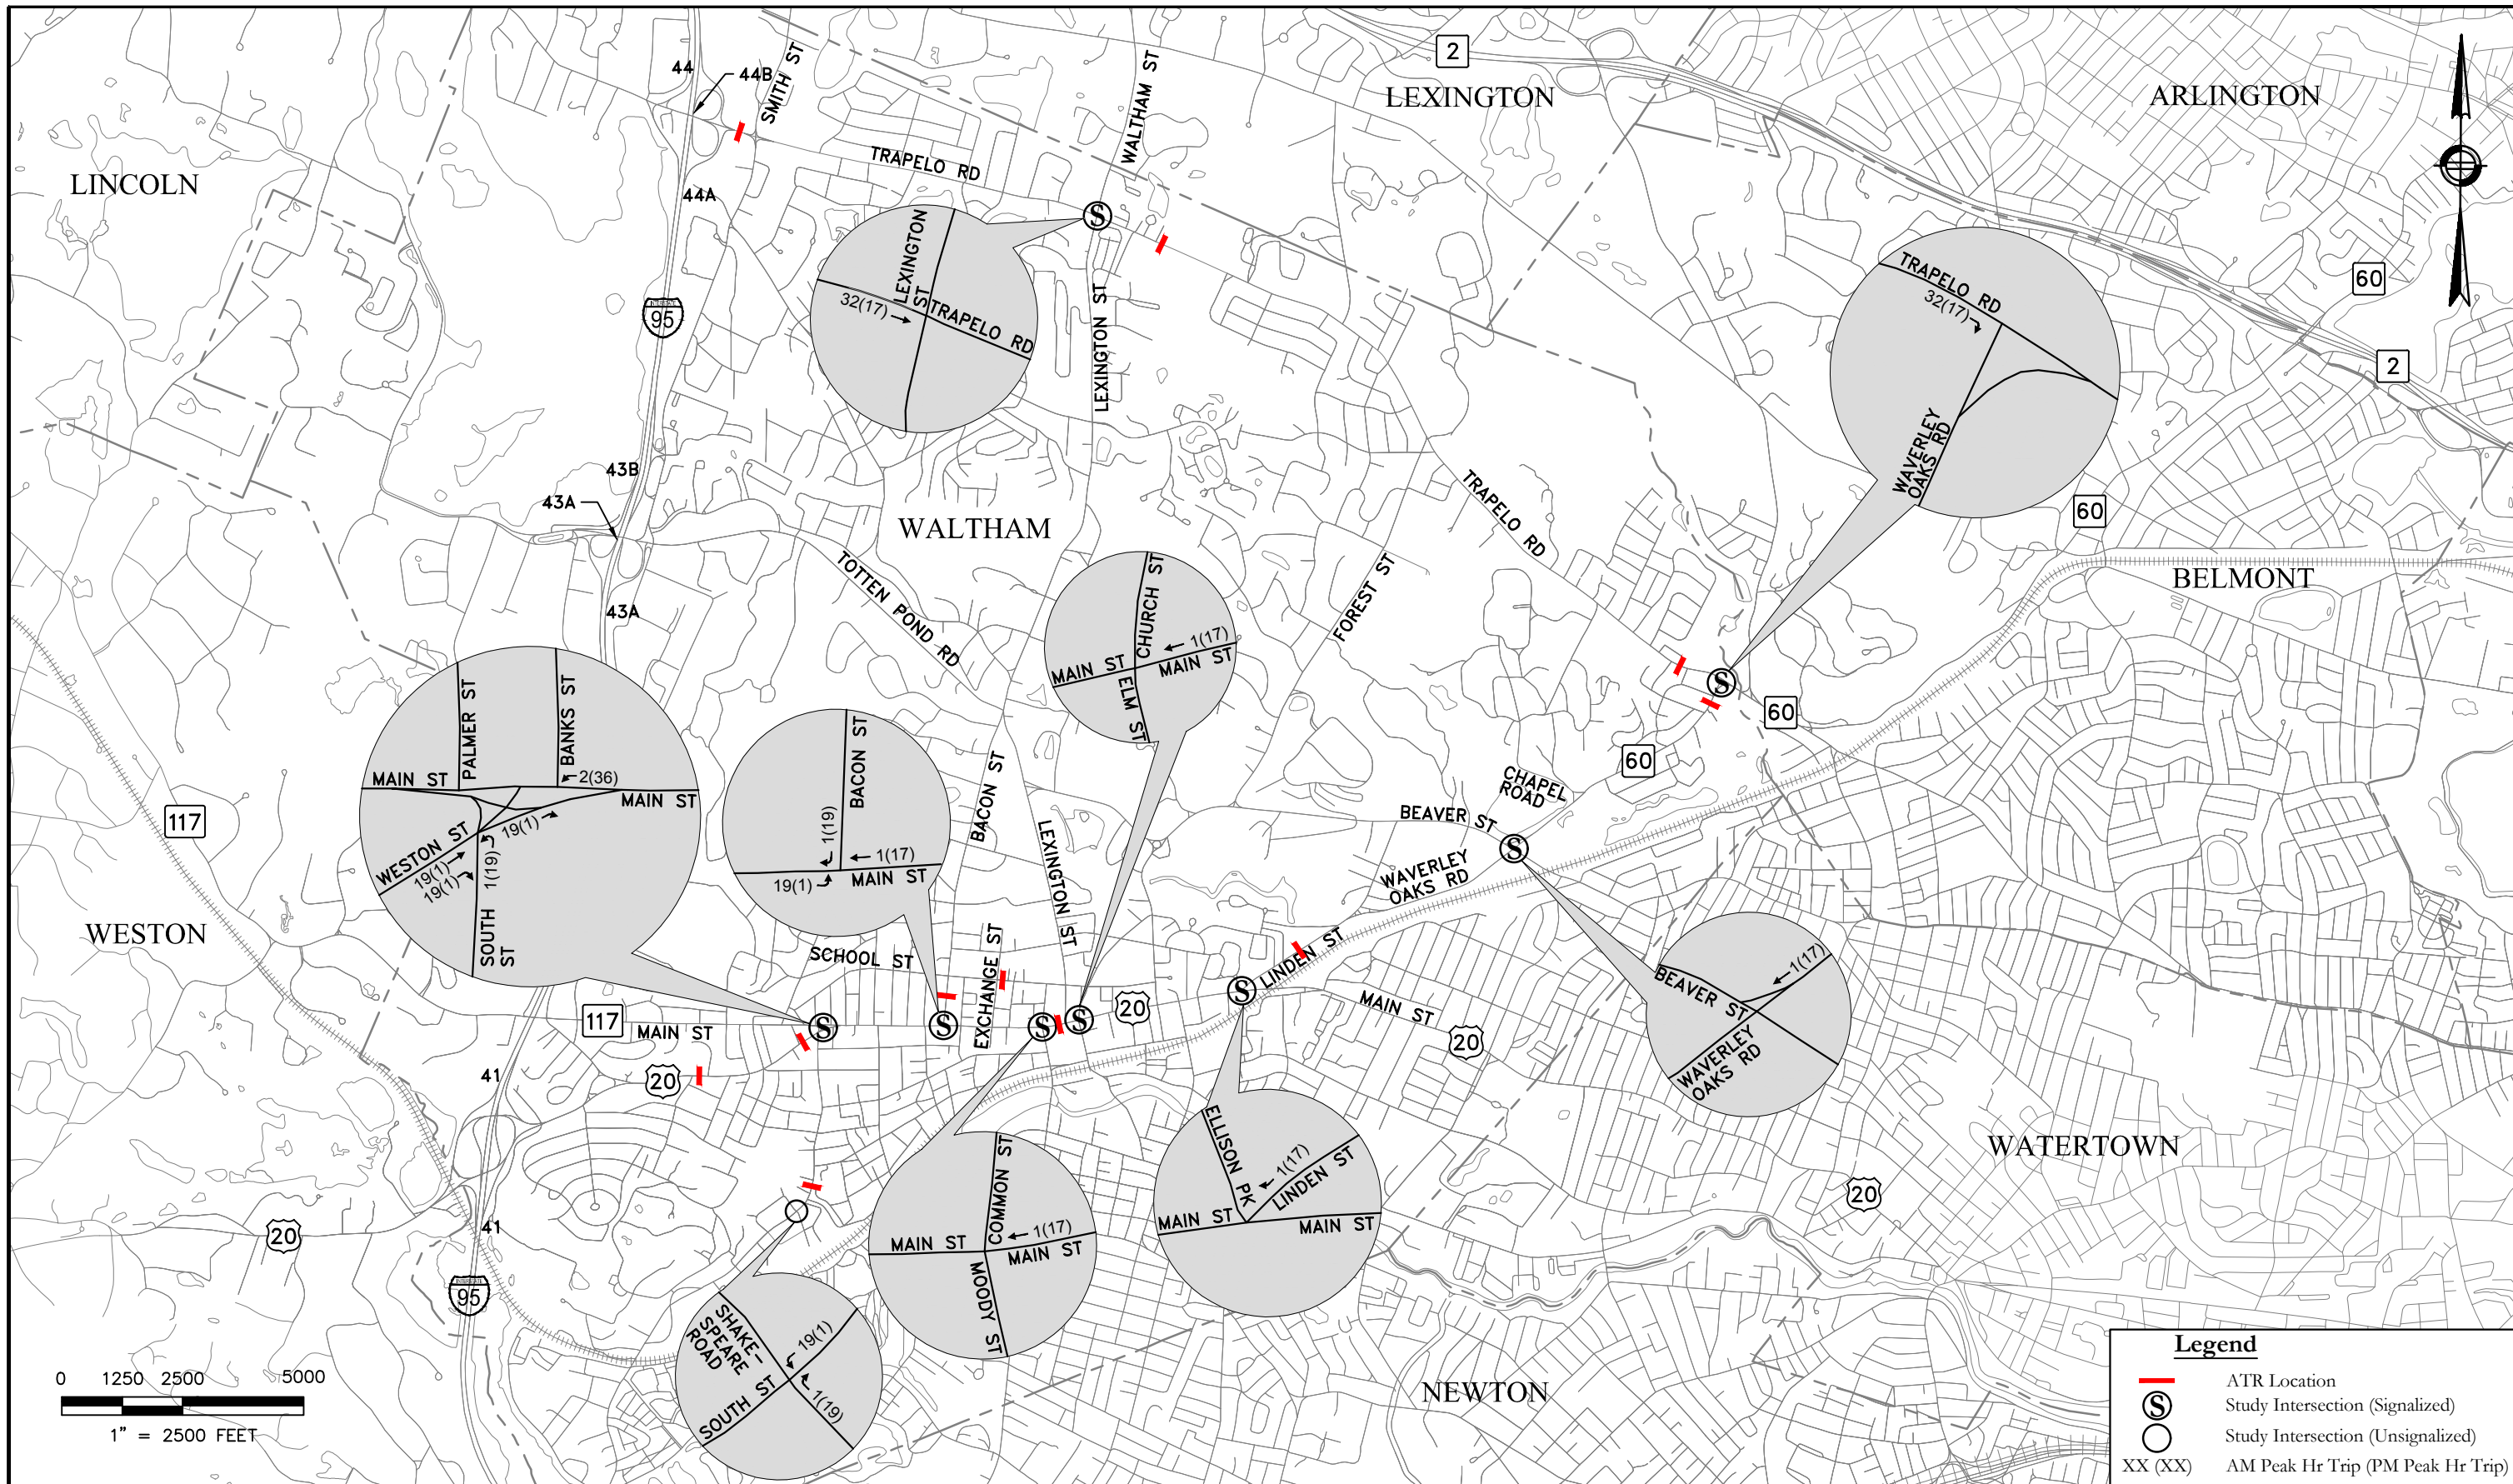 2
LEXINGTON
ARLINGTON
44
44B
SMITH ST
WALTHAM ST
TRAPELO RD
LINCOLN
44A
LEXINGTON
ST
TRAPELO RD
32(17)
LEXINGTON ST
95
TRAPELO RD
32(17)
WAVERLEY
OAKS RD
60
2
43B
43A
WALTHAM
TRAPELO RD
60
43A
TOTTEN POND RD
FOREST ST
BELMONT
CHURCH ST
1(17)
MAIN ST
MAIN ST
ELM ST
PALMER ST
BANKS ST
2(36)
MAIN ST
MAIN ST
WESTON ST
19(1)
19(1)
19(1)
1(19)
SOUTH
ST
BACON ST
1(19)
1(17)
19(1)
MAIN ST
BACON ST
60
60
CHAPEL
ROAD
BEAVER ST
WAVERLEY
OAKS RD
117
WESTON
LEXINGTON ST
SCHOOL ST
EXCHANGE ST
LINDEN ST
MAIN ST
20
20
117
MAIN ST
20
BEAVER ST
1(17)
WAVERLEY
OAKS RD
41
ELLISON PK
1(17)
LINDEN ST
MAIN ST
MAIN ST
COMMON ST
1(17)
MAIN ST
MAIN ST
MOODY ST
WATERTOWN
20
20
41
95
SHAKE-
SPEARE
ROAD
19(1)
SOUTH ST
1(19)
NEWTON
0 1250 2500 5000
1" = 2500 FEET
Legend
ATR Location
S Study Intersection (Signalized)
Study Intersection (Unsignalized)
XX (XX) AM Peak Hr Trip (PM Peak Hr Trip)
S
S
S
S
S
S
S
S